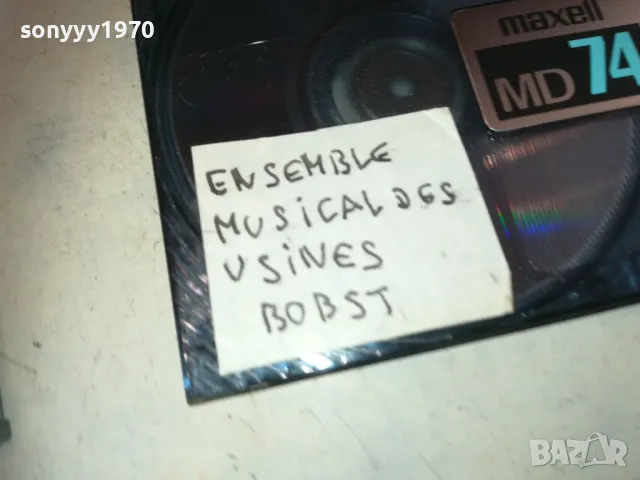 sonyyy1970
maxell
MD 74
ENSEMBLE
MUSICAL DES
USINES
BOBST
BAZAR